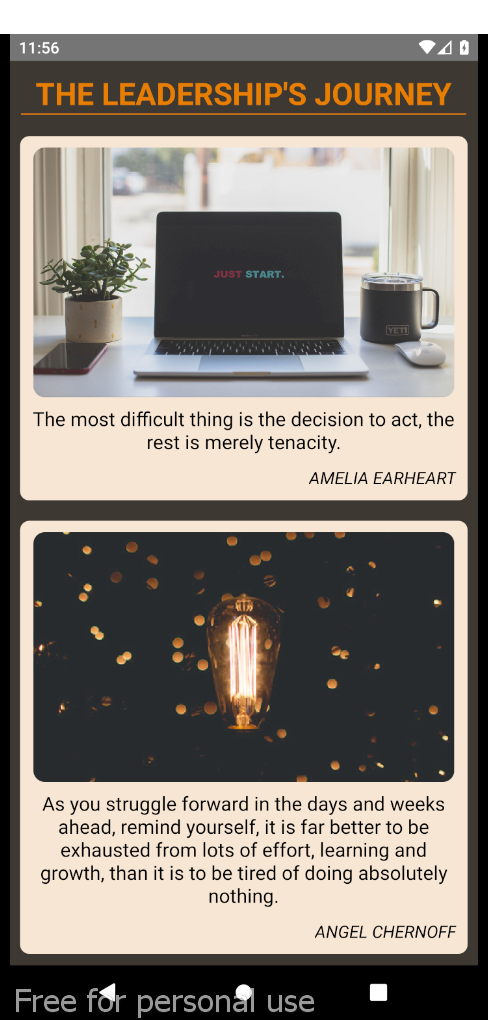 11:56
THE LEADERSHIP'S JOURNEY
JUST START.
YETI
The most difficult thing is the decision to act, the
rest is merely tenacity.
AMELIA EARHEART
As you struggle forward in the days and weeks
ahead, remind yourself, it is far better to be
exhausted from lots of effort, learning and
growth, than it is to be tired of doing absolutely
nothing.
ANGEL CHERNOFF
Free for personal use